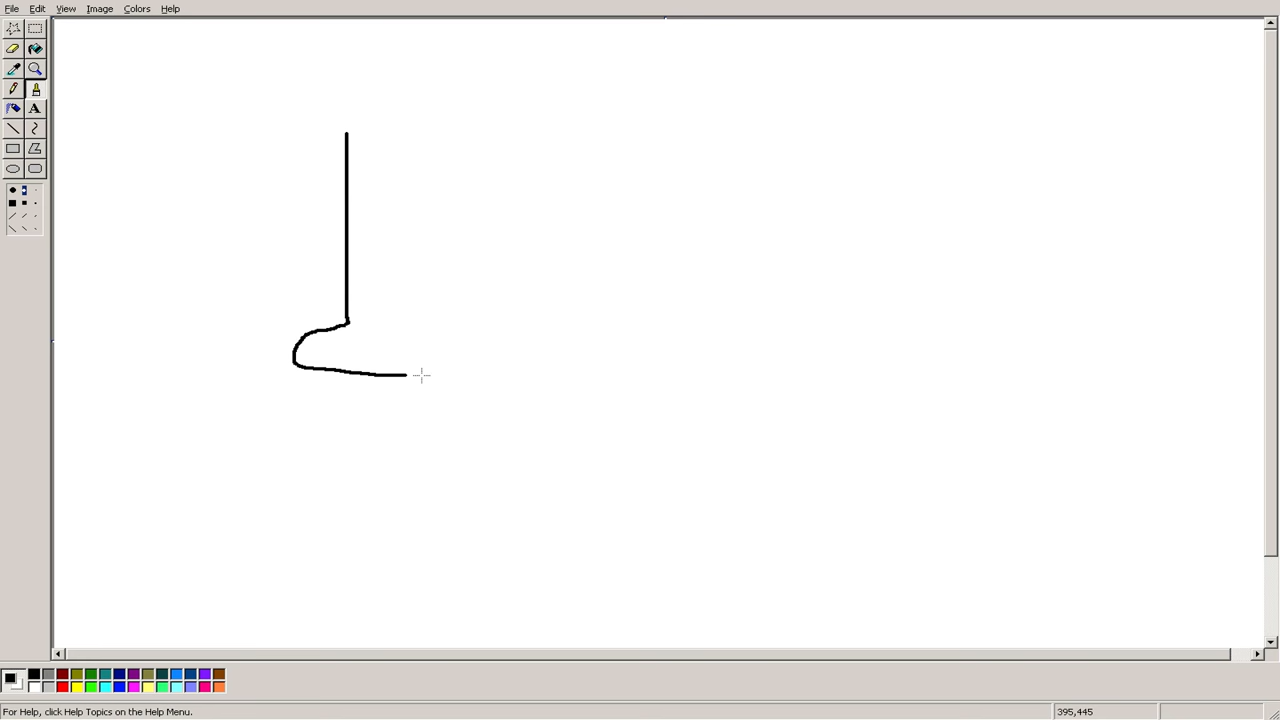 File Edit View Image Colors Help
A
For Help, click Help Topics on the Help Menu. 395,445